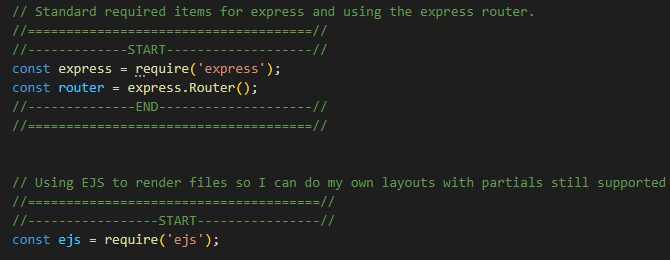 // Standard required items for express and using the express router.
//=====================================//
//-------------START-------------------//
const express = require('express');
const router = express.Router();
//--------------END--------------------//
//=====================================//
// Using EJS to render files so I can do my own layouts with partials still supported
//======================================//
//-----------------START----------------//
const ejs = require('ejs');